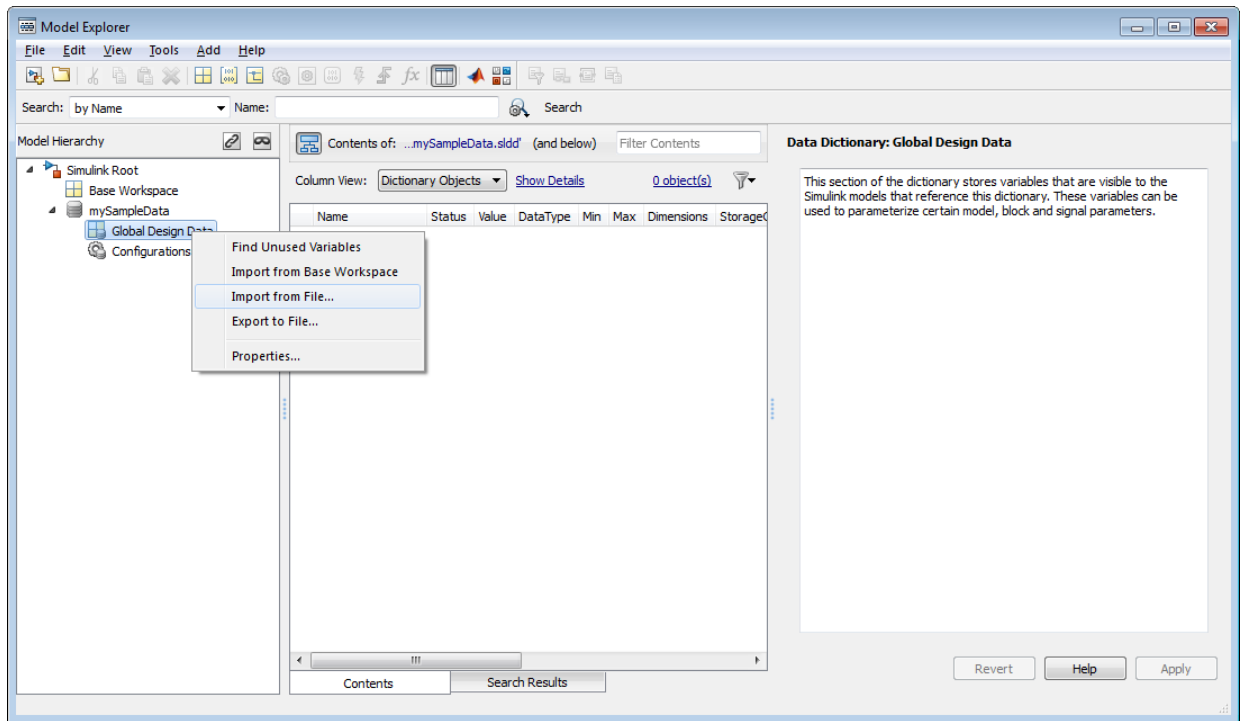 Model Explorer
File Edit View Tools Add Help
Search: by Name Name: Search
Model Hierarchy
Simulink Root
Base Workspace
mySampleData
Global Design Data
Configurations
Find Unused Variables
Import from Base Workspace
Import from File...
Export to File...
Properties...
Contents of: ...mySampleData.sldd' (and below) Filter Contents
Column View: Dictionary Objects Show Details 0 object(s)
Name Status Value DataType Min Max Dimensions Storage
Contents Search Results
Data Dictionary: Global Design Data
This section of the dictionary stores variables that are visible to the
Simulink models that reference this dictionary. These variables can be
used to parameterize certain model, block and signal parameters.
Revert Help Apply